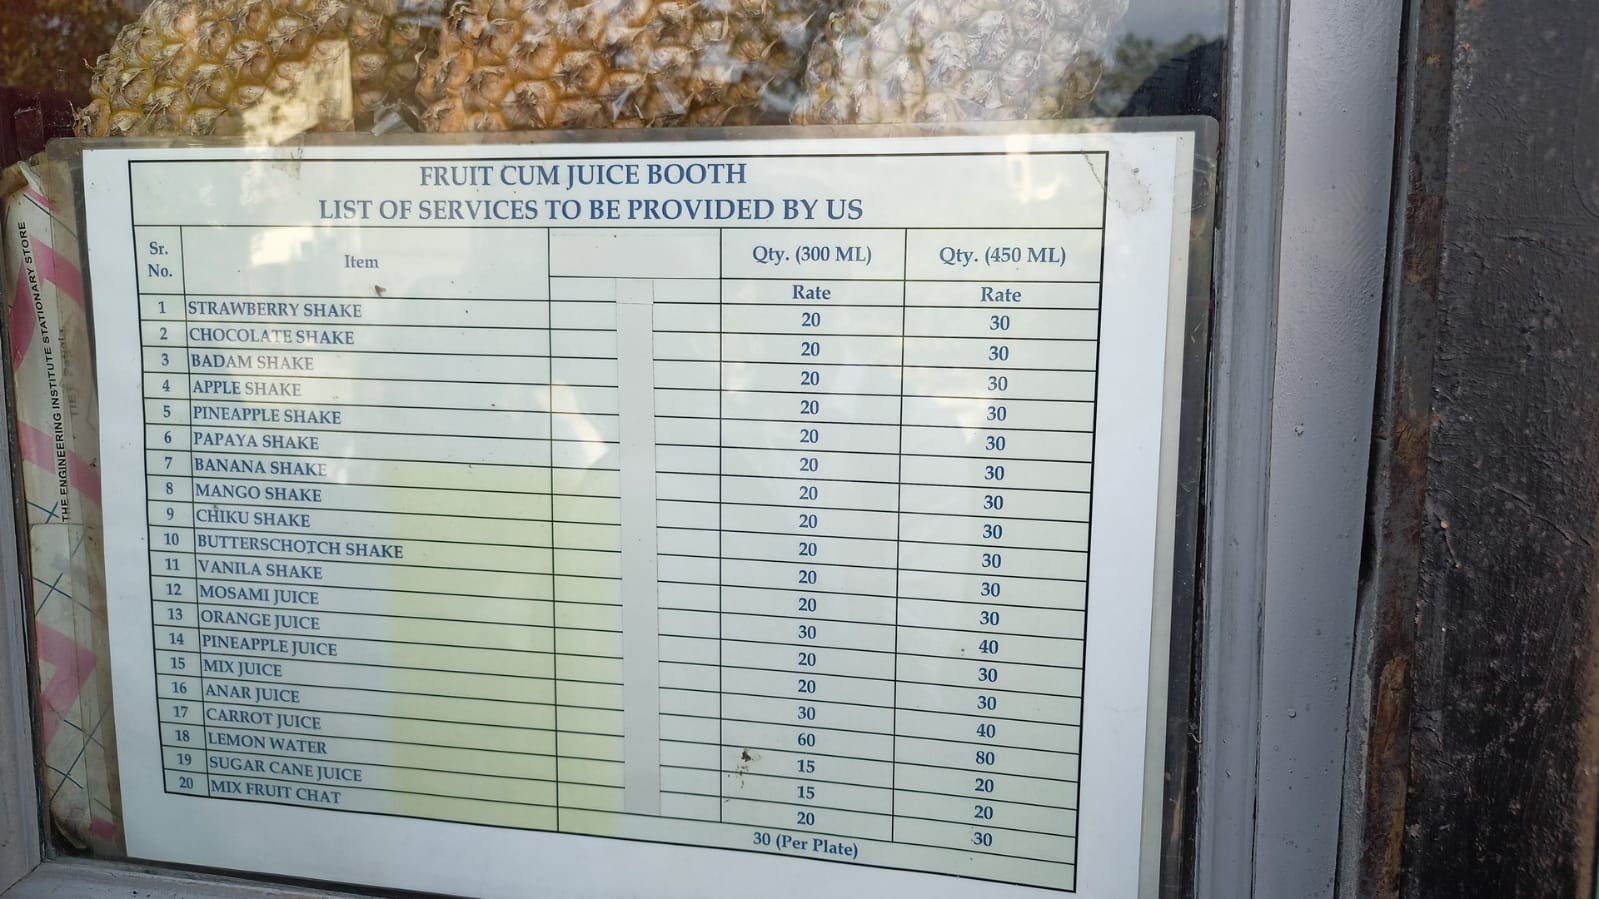 FRUIT CUM JUICE BOOTH
LIST OF SERVICES TO BE PROVIDED BY US
Sr. No. Item Qty. (300 ML) Qty. (450 ML)
Rate Rate
1 STRAWBERRY SHAKE 20 30
2 CHOCOLATE SHAKE 20 30
3 BADAM SHAKE 20 30
4 APPLE SHAKE 20 30
5 PINEAPPLE SHAKE 20 30
6 PAPAYA SHAKE 20 30
7 BANANA SHAKE 20 30
8 MANGO SHAKE 20 30
9 CHIKU SHAKE 20 30
10 BUTTERSCHOTCH SHAKE 20 30
11 VANILA SHAKE 20 30
12 MOSAMI JUICE 30 40
13 ORANGE JUICE 20 30
14 PINEAPPLE JUICE 20 30
15 MIX JUICE 30 40
16 ANAR JUICE 60 80
17 CARROT JUICE 15 20
18 LEMON WATER 15 20
19 SUGAR CANE JUICE 20 30
20 MIX FRUIT CHAT 30 (Per Plate)
THE ENGINEERING INSTITUTE STATIONARY STORE